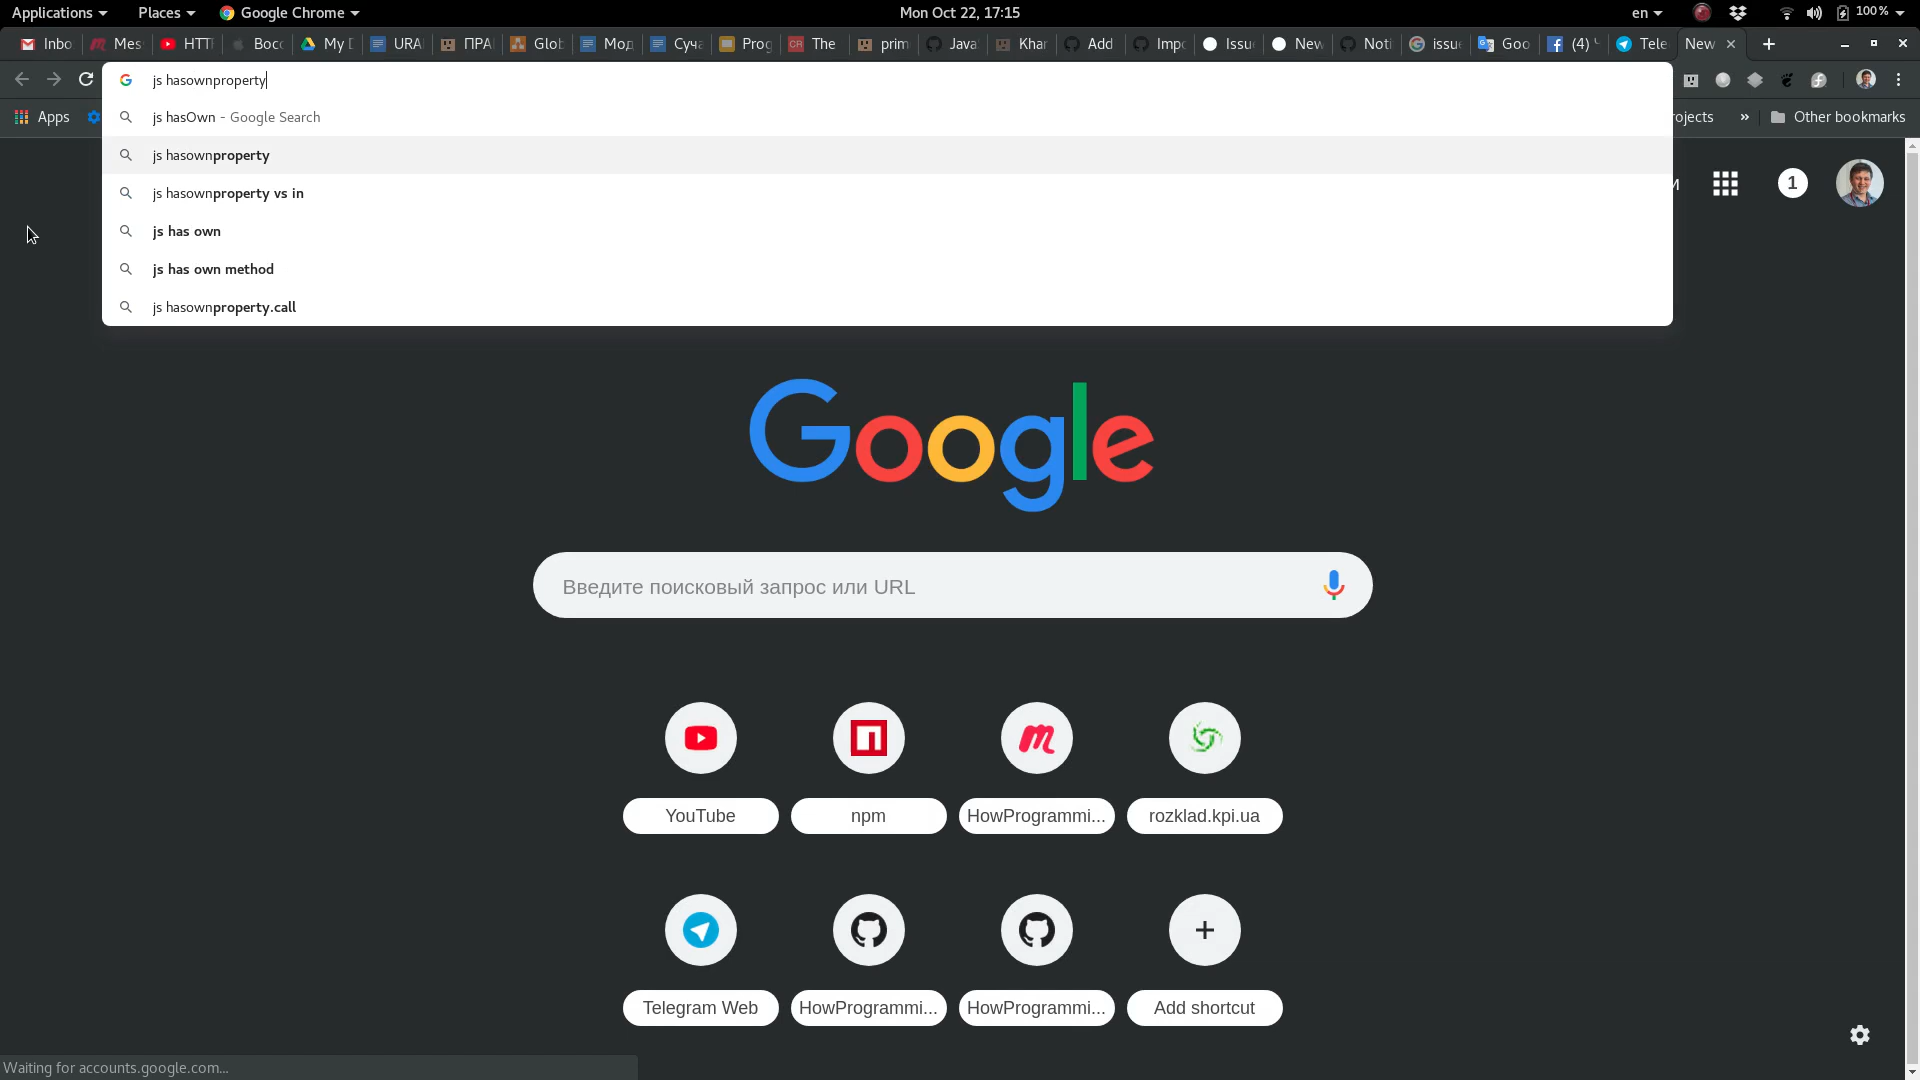 Applications Places Google Chrome Mon Oct 22, 17:15 en 100%
Inbo Mes HTT My URA ПРА Glob Мод Суча Prog The prim Java Khar Add Impo Issu New Noti issue Goo (4) Tele New
js hasownproperty
Apps
js hasOwn - Google Search
ojects » Other bookmarks
js hasownproperty
js hasownproperty vs in
1
js has own
js has own method
js hasownproperty.call
Google
Введите поисковый запрос или URL
YouTube npm HowProgrammi... rozklad.kpi.ua
Telegram Web HowProgrammi... HowProgrammi... Add shortcut
Waiting for accounts.google.com...